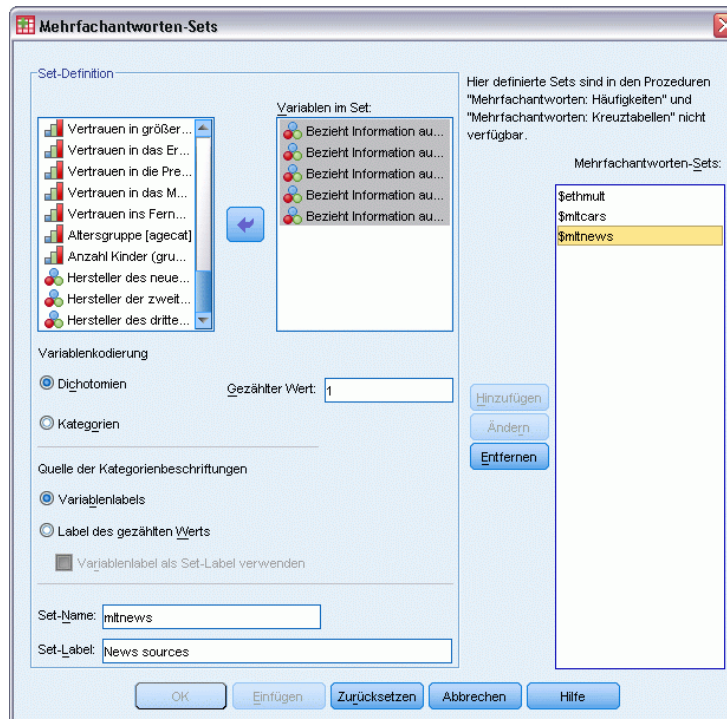 Mehrfachantworten-Sets
Set-Definition
Vertrauen in größer...
Vertrauen in das Er...
Vertrauen in die Pre...
Vertrauen in das M...
Vertrauen ins Fern...
Altersgruppe [agecat]
Anzahl Kinder (gru...
Hersteller des neue...
Hersteller der zweit...
Hersteller des dritte...
Variablen im Set:
Bezieht Information au...
Bezieht Information au...
Bezieht Information au...
Bezieht Information au...
Bezieht Information au...
Variablenkodierung
Dichotomien
Gezählter Wert: 1
Kategorien
Quelle der Kategorienbeschriftungen
Variablenlabels
Label des gezählten Werts
Variablenlabel als Set-Label verwenden
Set-Name: mltnews
Set-Label: News sources
Hier definierte Sets sind in den Prozeduren
"Mehrfachantworten: Häufigkeiten" und
"Mehrfachantworten: Kreuztabellen" nicht
verfügbar.
Mehrfachantworten-Sets:
$ethmult
$mltcars
$mltnews
Hinzufügen
Ändern
Entfernen
OK
Einfügen
Zurücksetzen
Abbrechen
Hilfe